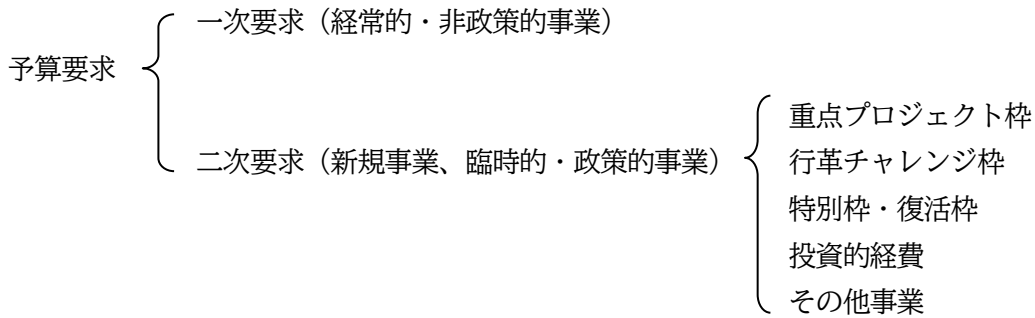 一次要求（経常的・非政策的事業）
予算要求
二次要求（新規事業、臨時的・政策的事業）
重点プロジェクト枠
行革チャレンジ枠
特別枠・復活枠
投資的経費
その他事業